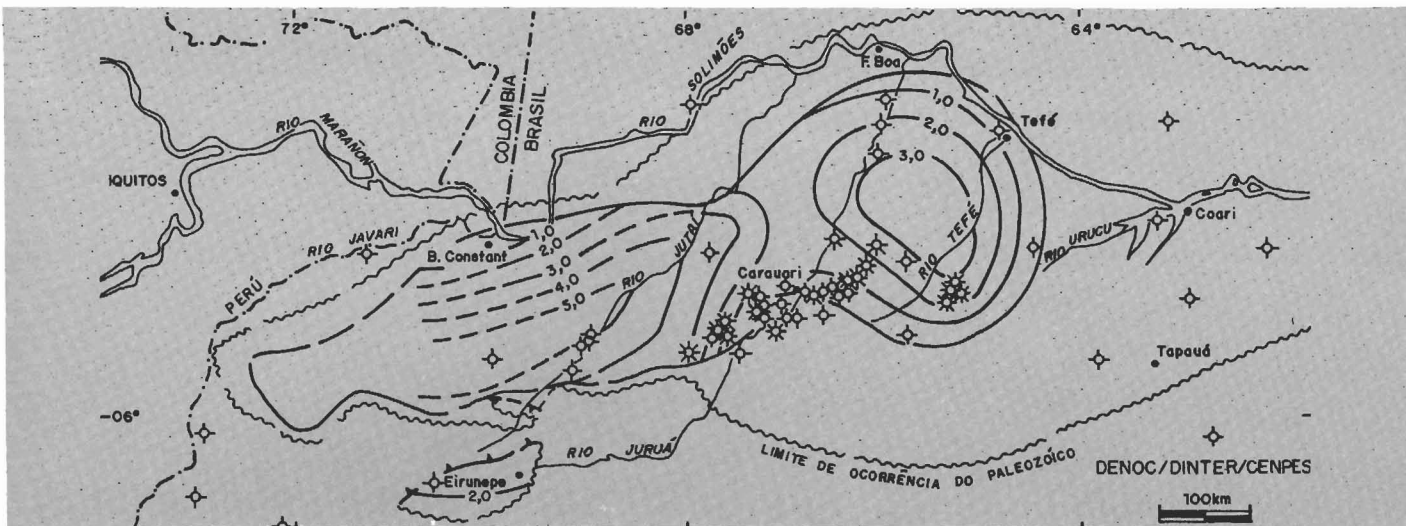 72°
68°
64°
COLOMBIA
BRASIL
RIO
MARAÑON
IQUITOS
RIO
SOLIMÕES
F. Boa
1,0
2,0
3,0
Tefé
RIO
TEFÉ
Coari
RIO URUCU
RIO JAVARI
B. Constant
PERÚ
1,0
2,0
3,0
4,0
5,0
RIO
JUTAÍ
Carauari
Tapauá
-06°
RIO
JURUÁ
Eirunepe
2,0
LIMITE DE OCORRÊNCIA DO PALEOZÓICO
DENOC/DINTER/CENPES
100km